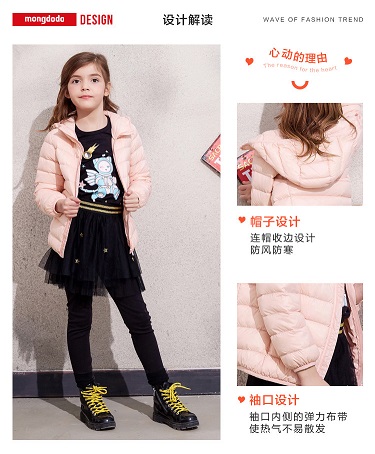 mongdodo DESIGN 设计解读 WAVE OF FASHION TREND
心动的理由
The reason for the heart
帽子设计
连帽收边设计
防风防寒
袖口设计
袖口内侧的弹力布带
使热气不易散发